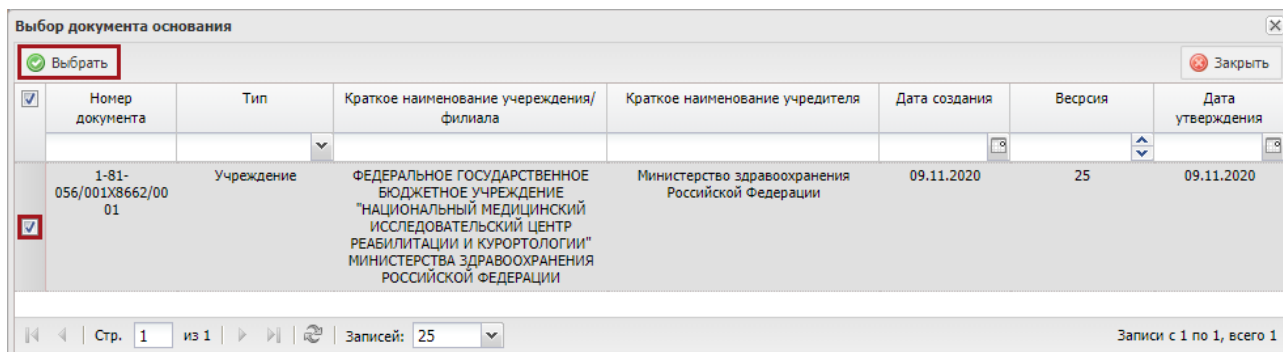 Выбор документа основания
Выбрать
Закрыть
Номер документа
Тип
Краткое наименование учереждения/
филиала
Краткое наименование учредителя
Дата создания
Весрсия
Дата
утверждения
1-81-
056/001X8662/00
01
Учреждение
ФЕДЕРАЛЬНОЕ ГОСУДАРСТВЕННОЕ
БЮДЖЕТНОЕ УЧРЕЖДЕНИЕ
"НАЦИОНАЛЬНЫЙ МЕДИЦИНСКИЙ
ИССЛЕДОВАТЕЛЬСКИЙ ЦЕНТР
РЕАБИЛИТАЦИИ И КУРОРТОЛОГИИ"
МИНИСТЕРСТВА ЗДРАВООХРАНЕНИЯ
РОССИЙСКОЙ ФЕДЕРАЦИИ
Министерство здравоохранения
Российской Федерации
09.11.2020
25
09.11.2020
Стр. 1 из 1
Записей: 25
Записи с 1 по 1, всего 1